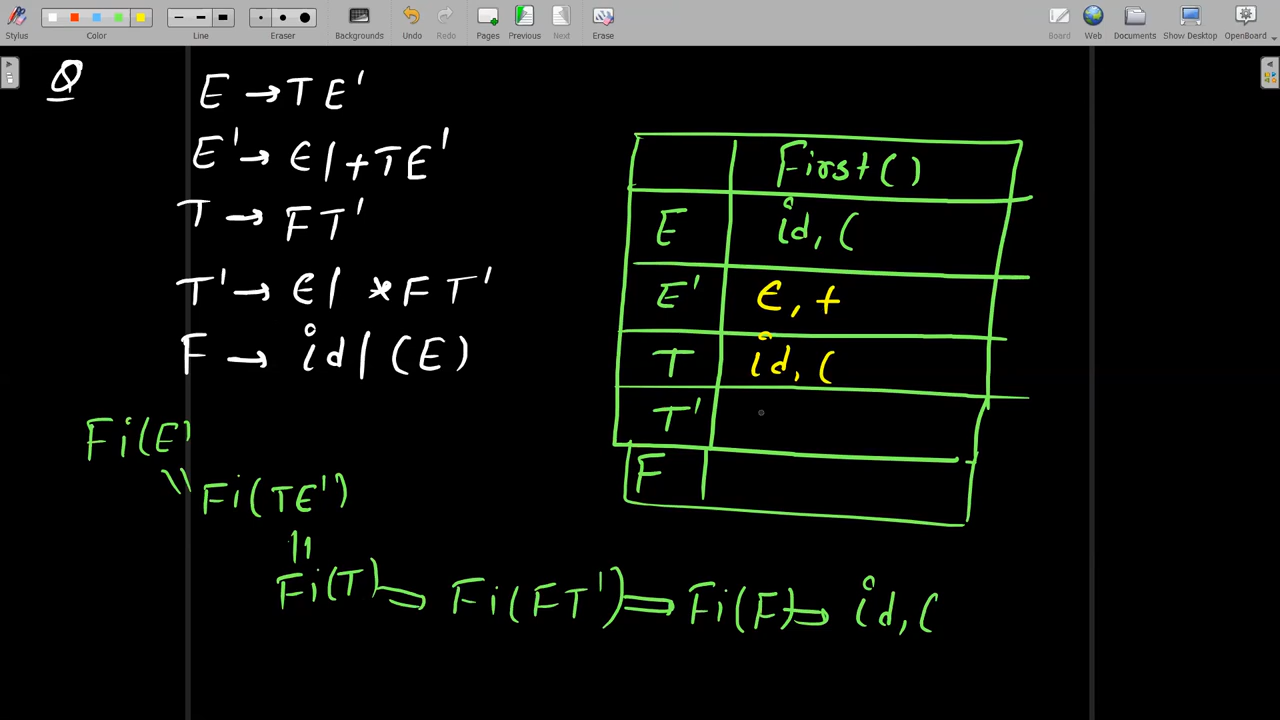 Stylus Color Line Eraser Backgrounds Undo Redo Pages Previous Next Erase Board Web Documents Show Desktop OpenBoard
Q
E → TE'
E' → ϵ | +TE'
T → FT'
T' → ϵ | *FT'
F → id | (E)
First()
E id, (
E' ϵ, +
T id, (
T'
F
Fi(E)
Fi(TE')
Fi(T) ⇒ Fi(FT') ⇒ Fi(F) ⇒ id, (